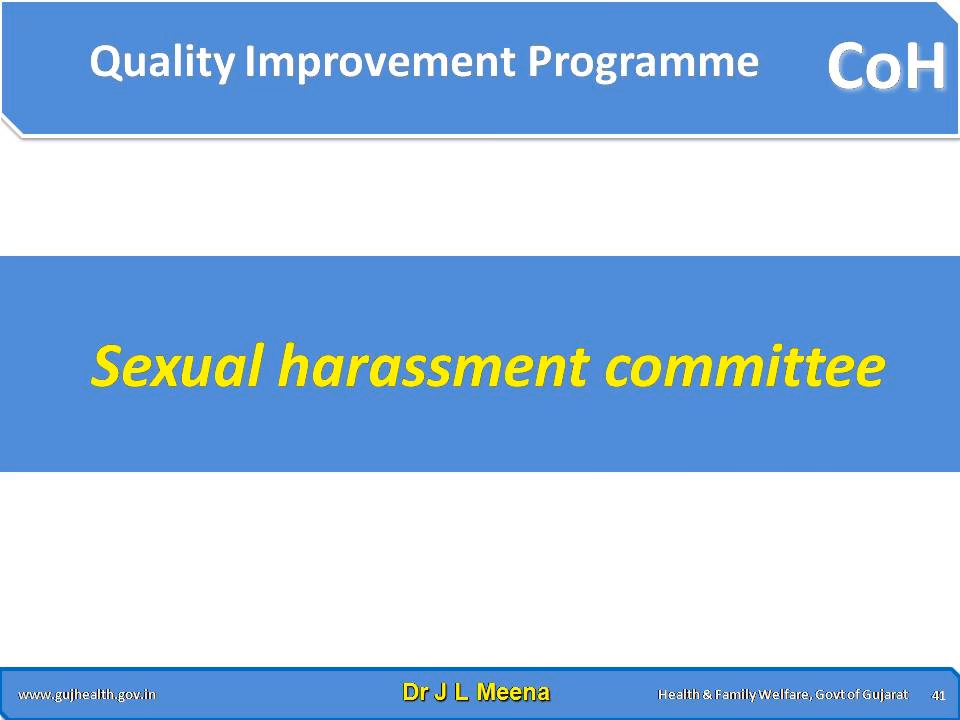 Quality Improvement Programme
CoH
Sexual harassment committee
www.gujhealth.gov.in
Dr J L Meena
Health & Family Welfare, Govt of Gujarat
41